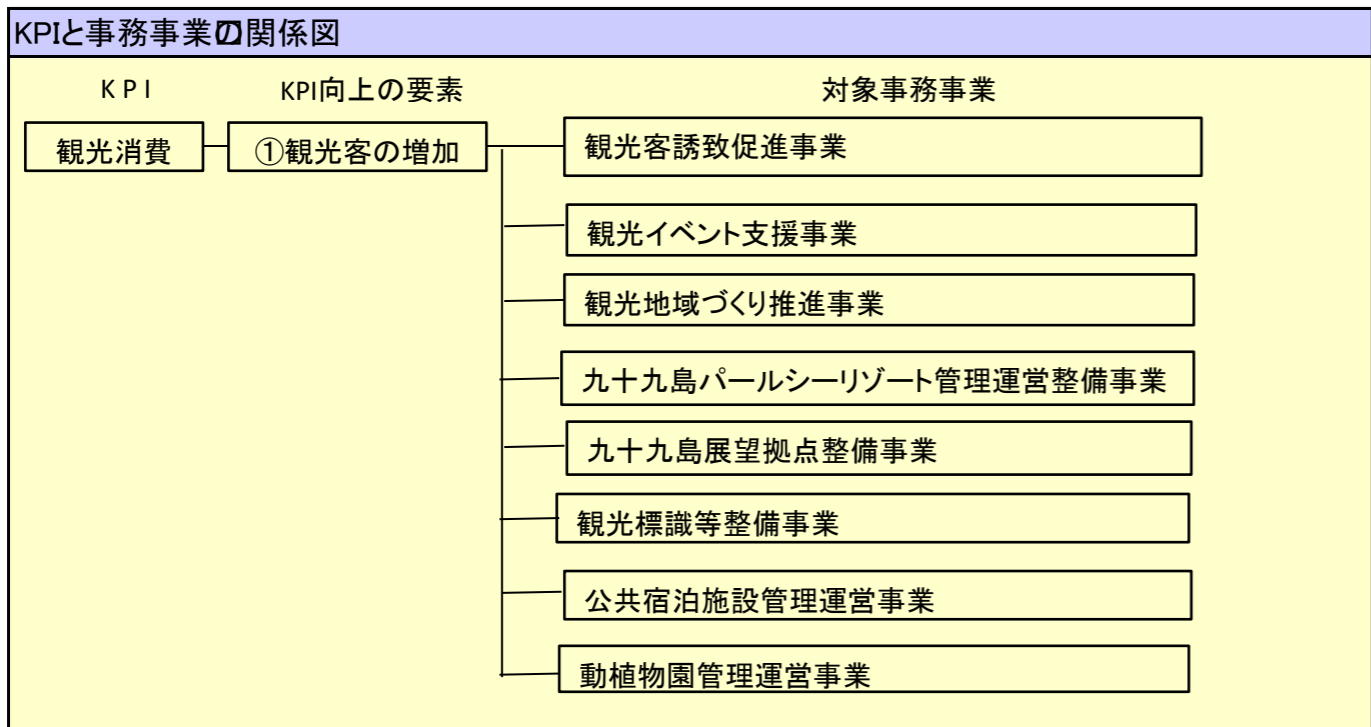 KPIと事務事業の関係図
KPI KPI向上の要素 対象事務事業
観光消費 ①観光客の増加 観光客誘致促進事業
観光イベント支援事業
観光地域づくり推進事業
九十九島パールシーリゾート管理運営整備事業
九十九島展望拠点整備事業
観光標識等整備事業
公共宿泊施設管理運営事業
動植物園管理運営事業